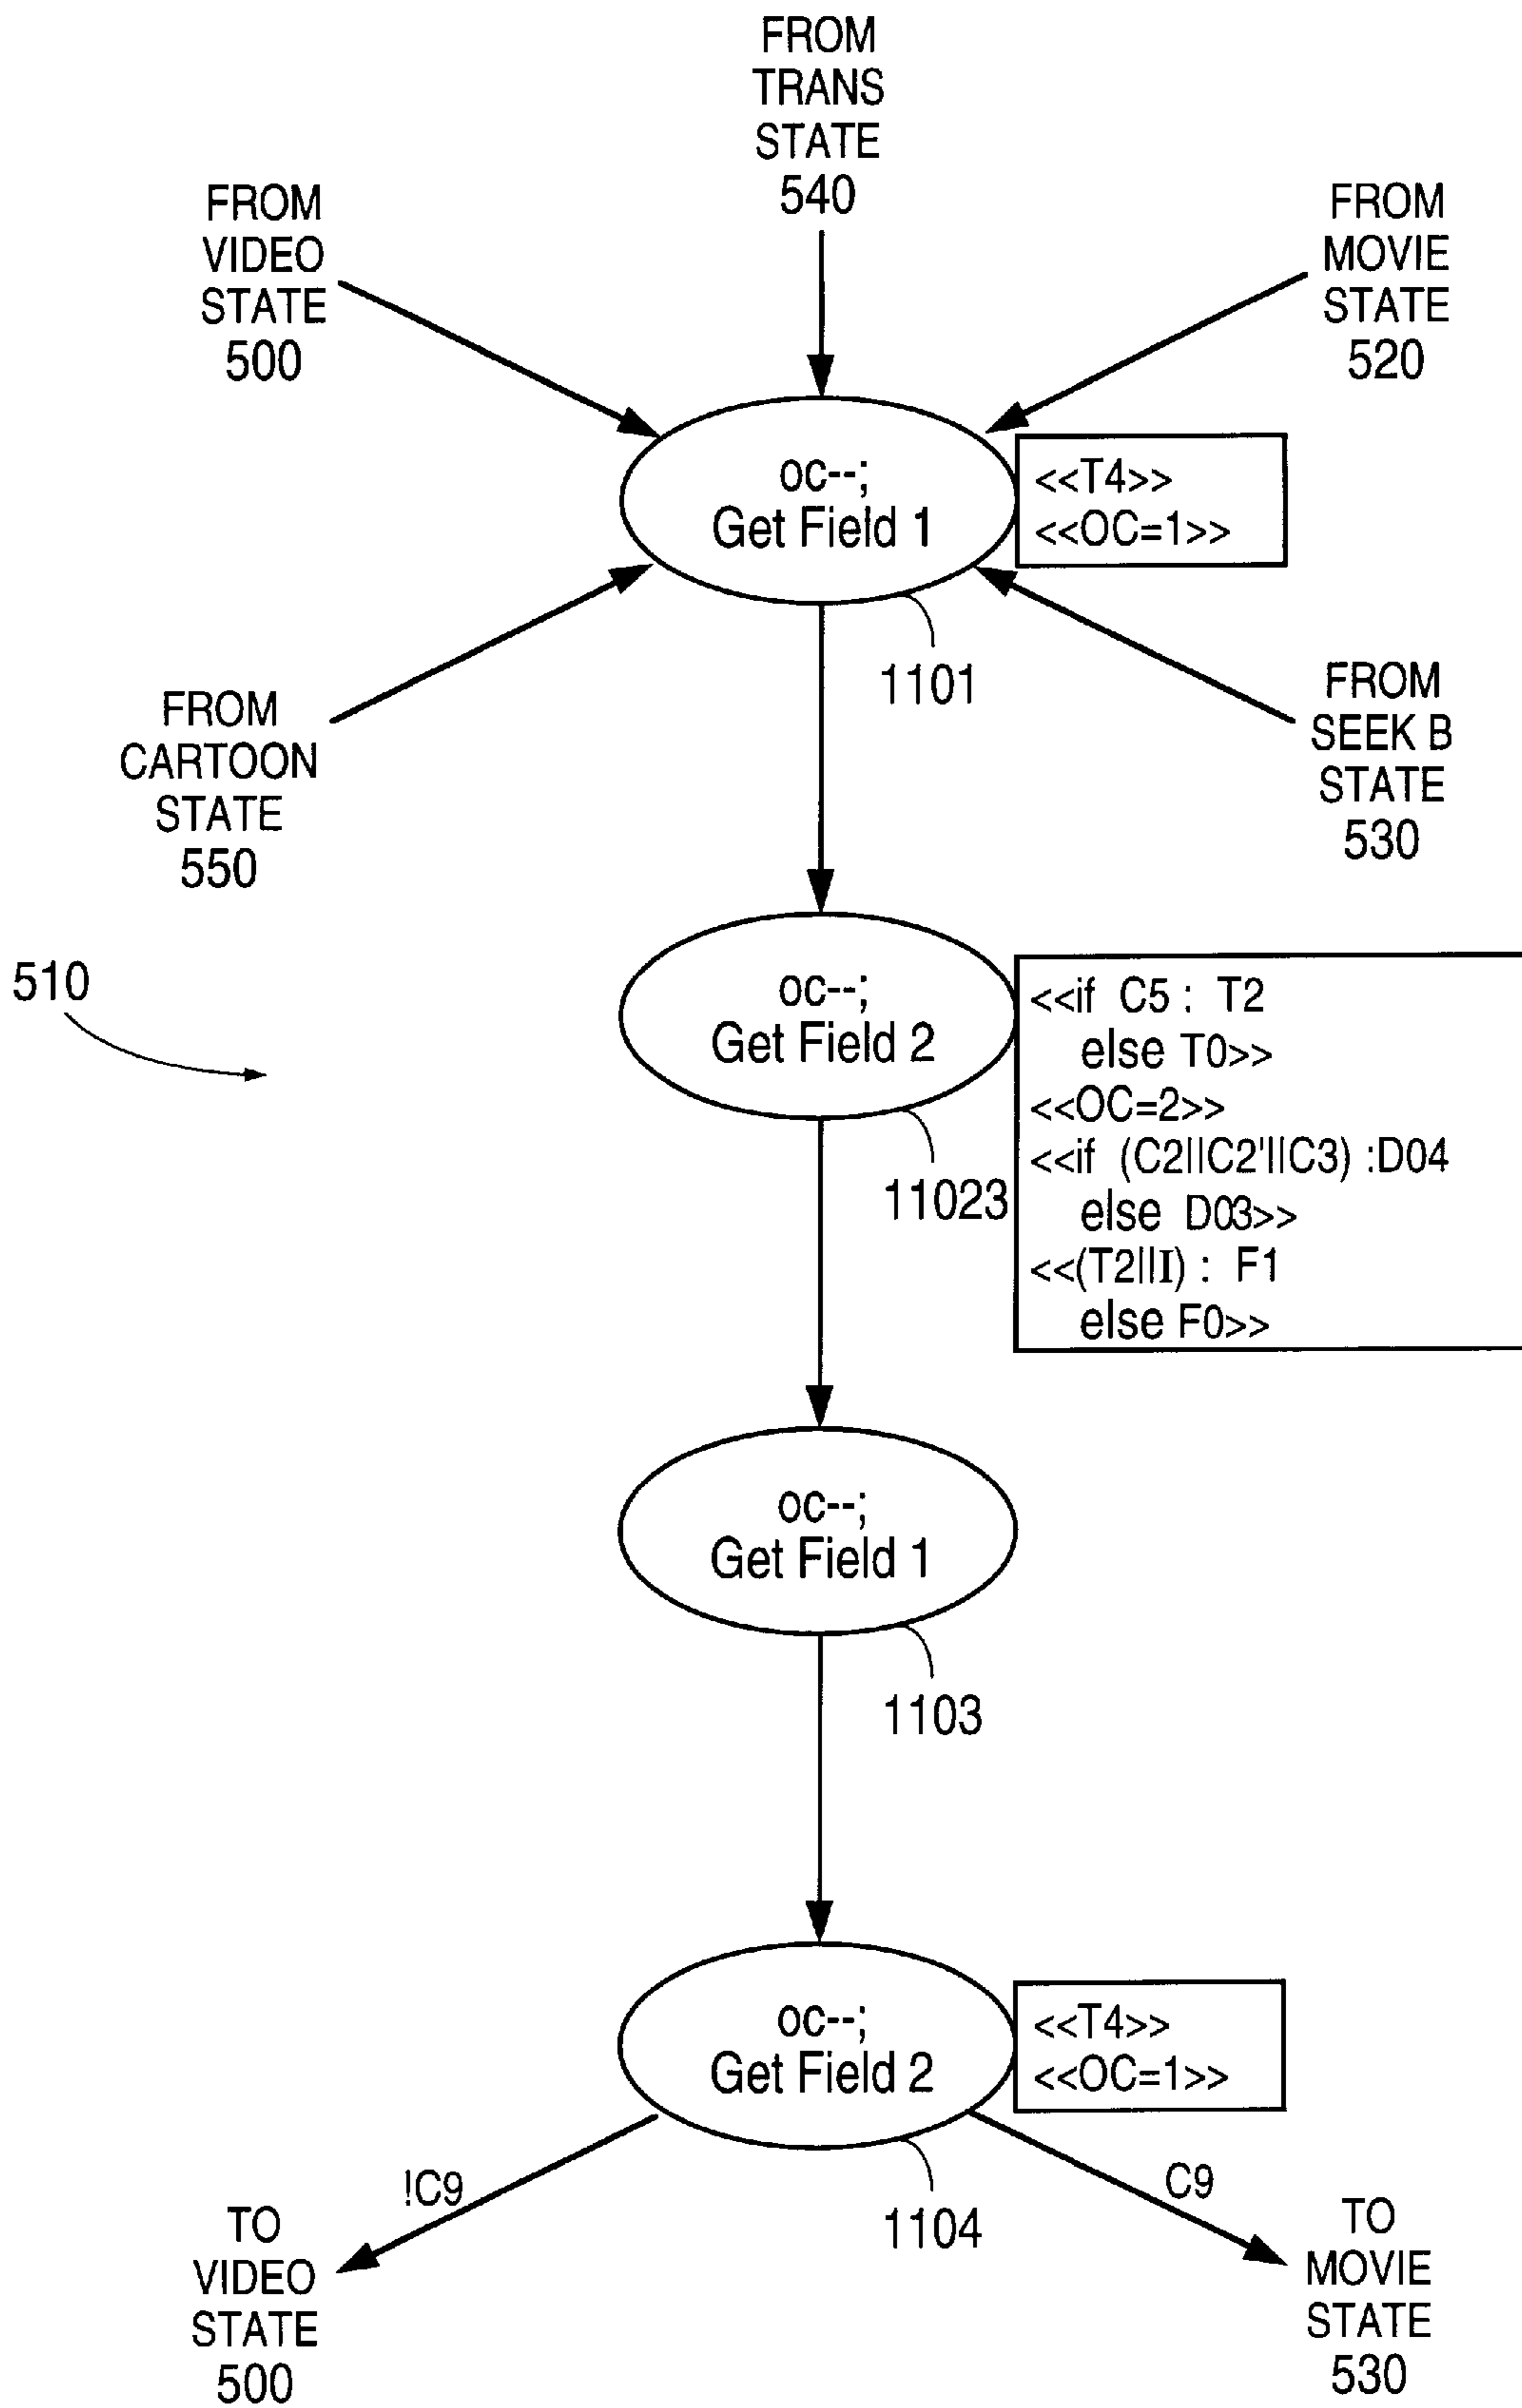 FROM
TRANS
STATE
540
FROM
VIDEO
STATE
500
FROM
MOVIE
STATE
520
oc--;
Get Field 1
<<T4>>
<<OC=1>>
1101
FROM
CARTOON
STATE
550
FROM
SEEK B
STATE
530
510
oc--;
Get Field 2
<<if C5 : T2
else T0>>
<<OC=2>>
<<if (C2||C2'||C3) :D04
else D03>>
<<(T2||I) : F1
else F0>>
11023
oc--;
Get Field 1
1103
oc--;
Get Field 2
<<T4>>
<<OC=1>>
1104
!C9
C9
TO
VIDEO
STATE
500
TO
MOVIE
STATE
530